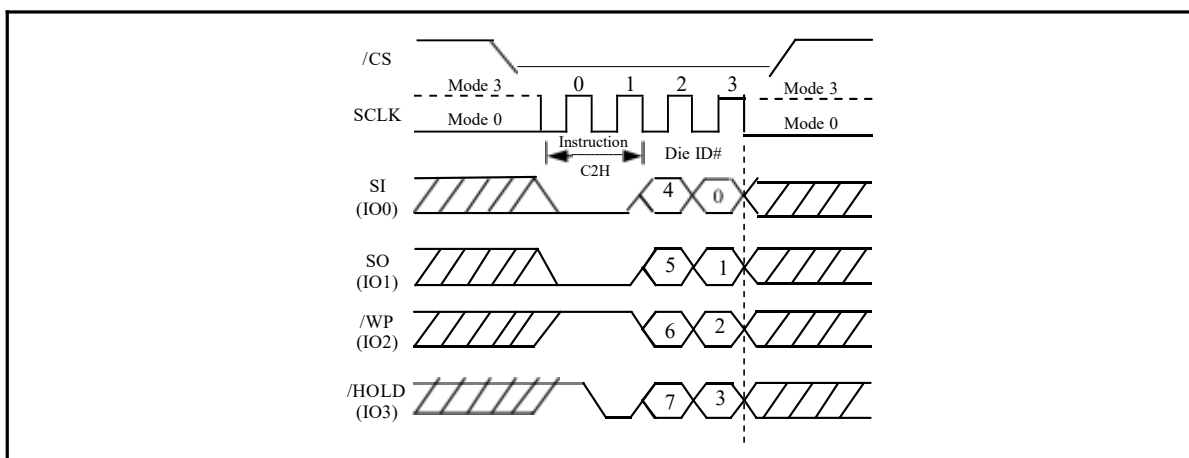 /CS
Mode 3 0 1 2 3 Mode 3
SCLK
Mode 0 Mode 0
Instruction Die ID#
C2H
SI 4 0
(IO0)
SO 5 1
(IO1)
/WP 6 2
(IO2)
/HOLD 7 3
(IO3)